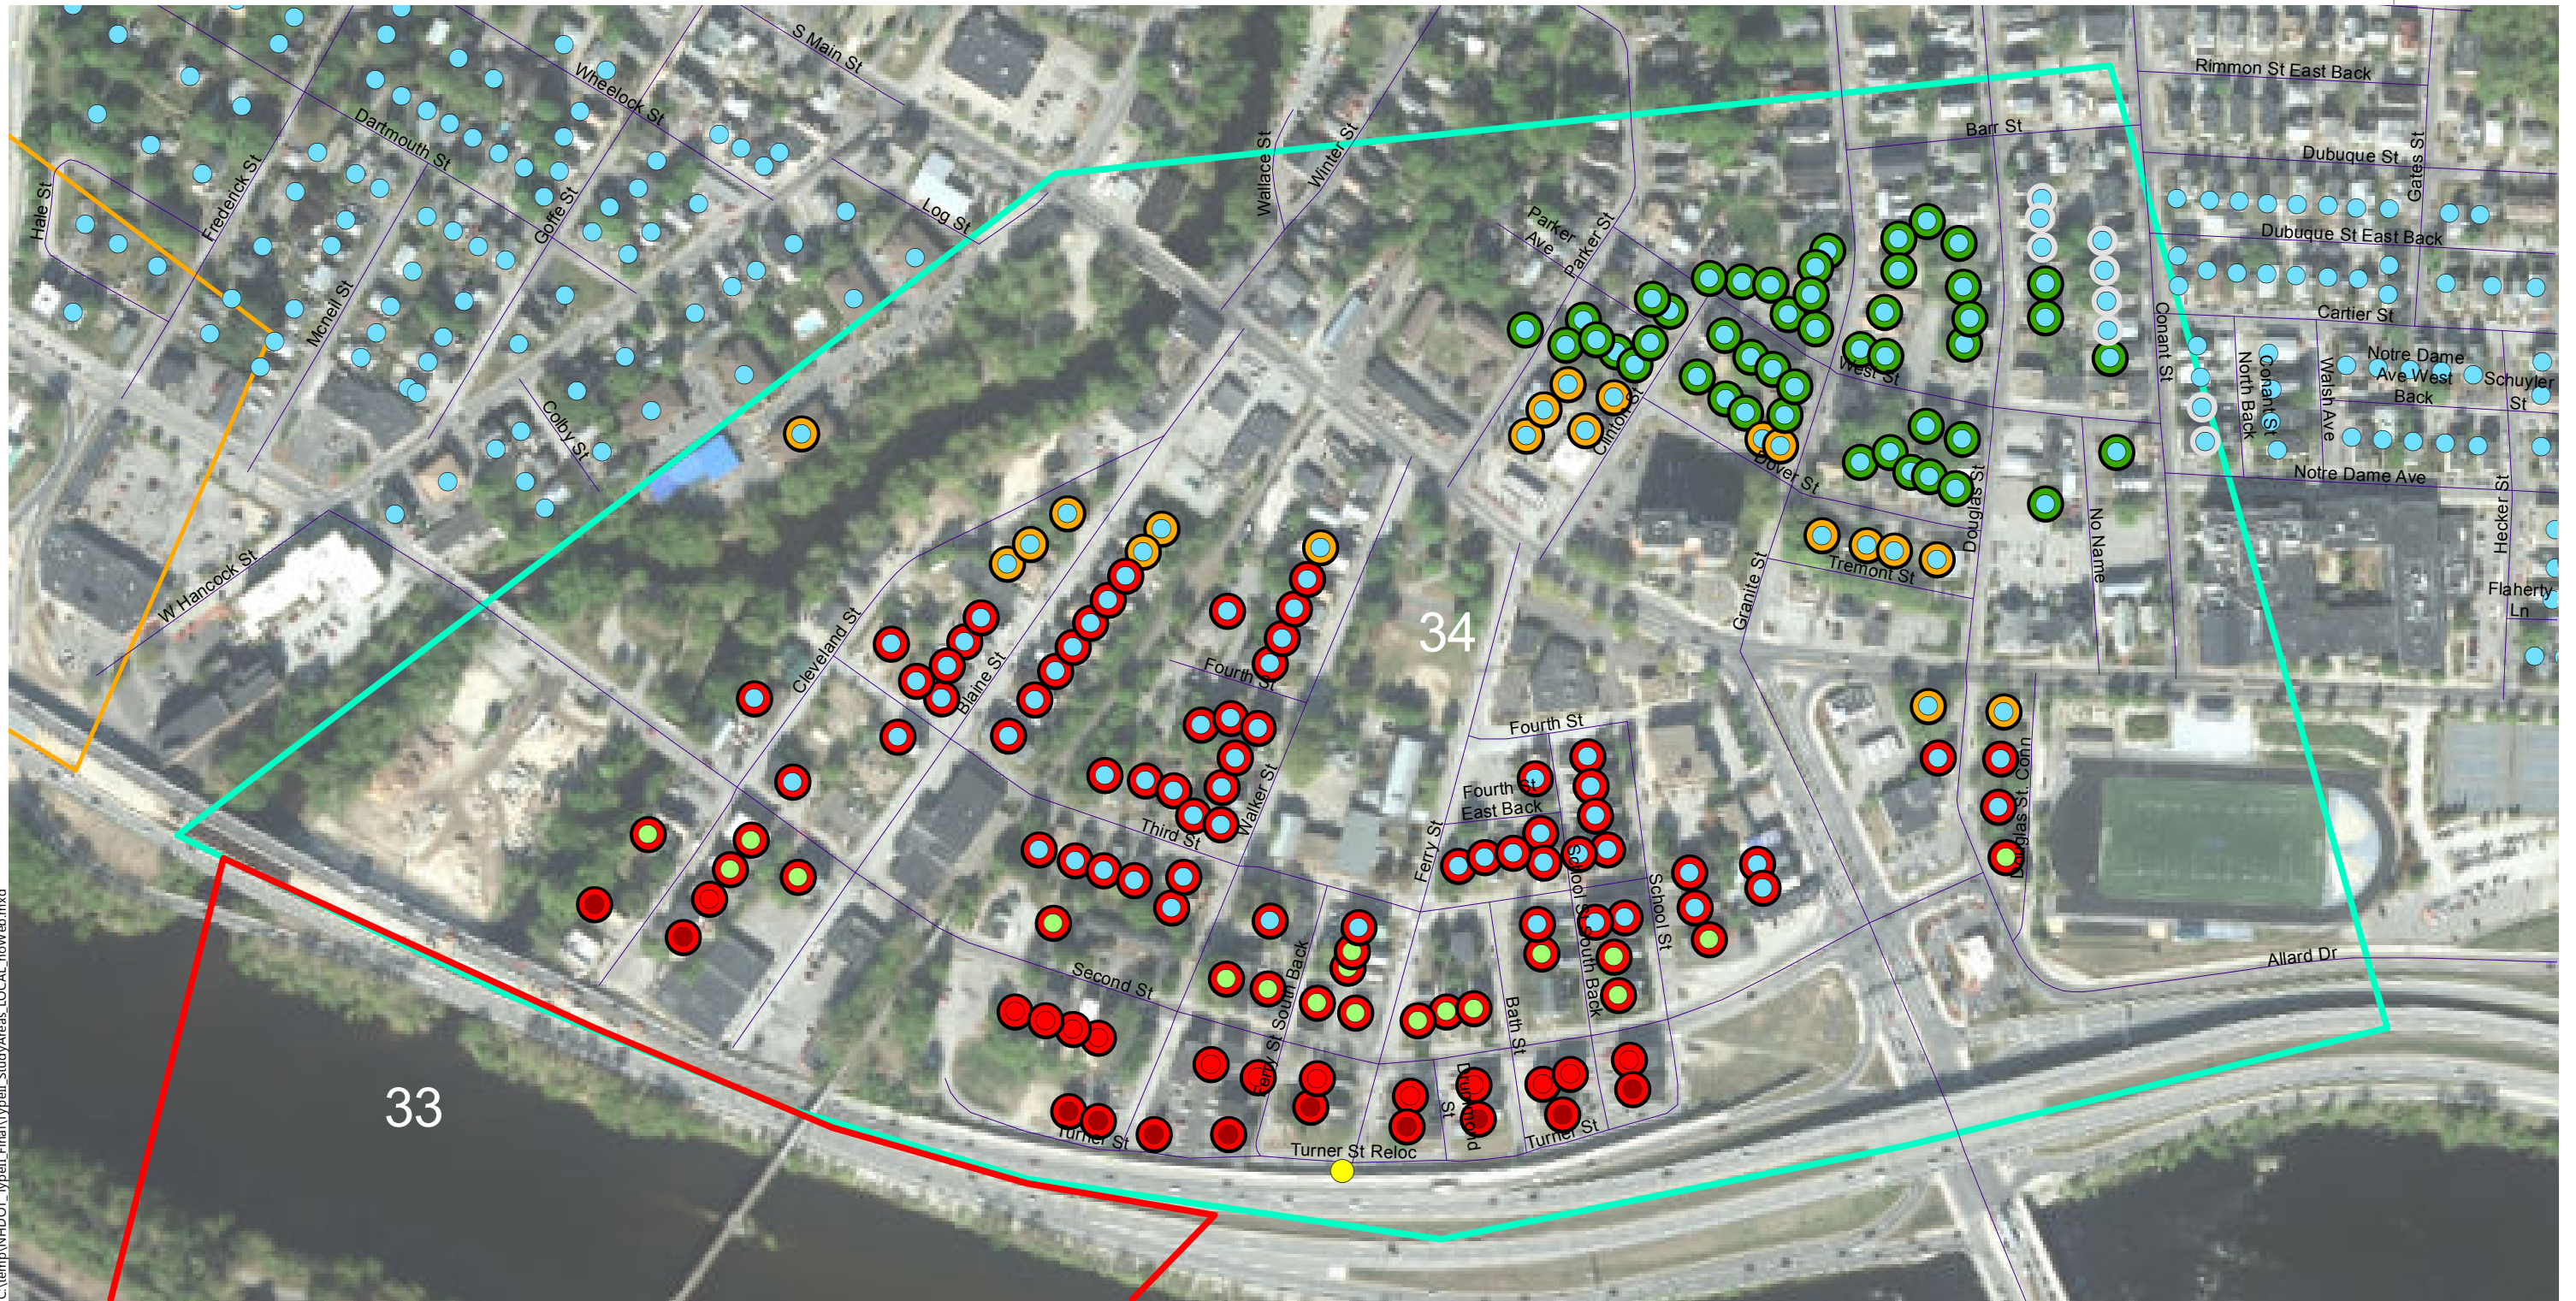 S Main St
Wheelock St
Rimmon St East Back
Dartmouth St
Barr St
Wallace St
Winter St
Dubuque St
Gates St
Frederick St
Hale St
Goffe St
Log St
Parker
Ave
Parker St
Dubuque St East Back
Mcneil St
Cartier St
Conant St
North Back
Conant St
Walsh Ave
Notre Dame
Ave West
Back
Schuyler
St
West St
Colby St
Clinton St
Dover St
Notre Dame Ave
Douglas St
Hecker St
No Name
W Hancock St
Tremont St
Granite St
Flaherty
Ln
Cleveland St
34
Blaine St
Fourth St
Fourth St
Fourth St
East Back
Walker St
Third St
Ferry St
Douglas St. Conn
School St South Back
School St
Second St
Ferry St South Back
Bath St
Allard Dr
33
Drummond
St
Turner St
Turner St Reloc
Turner St
C:\temp\NHDOT_TypeII_Final\TypeII_StudyAreas_LOCAL_noWeb.mxd